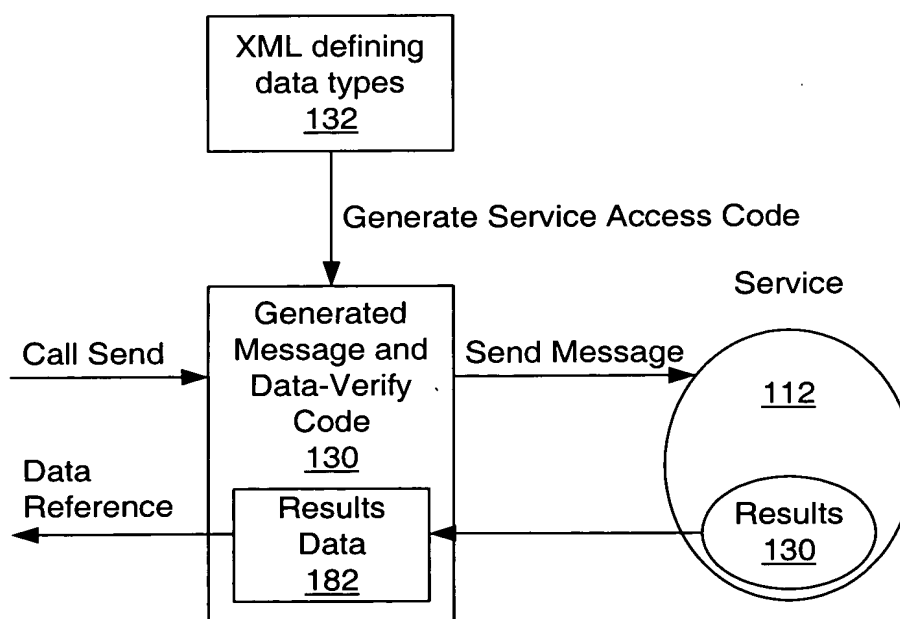 XML defining
data types
132
Generate Service Access Code
Service
Call Send
Generated
Message and
Data-Verify
Code
130
Send Message
112
Data
Reference
Results
Data
182
Results
130